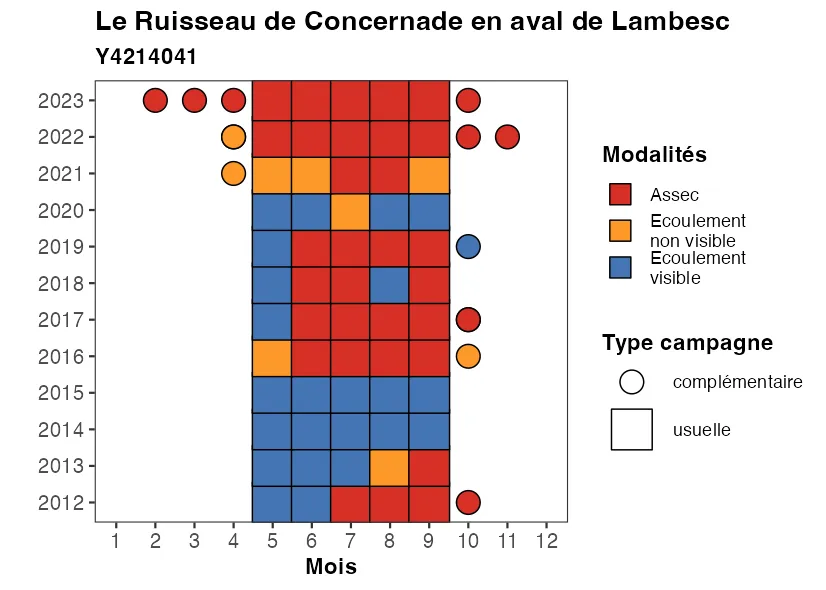 Le Ruisseau de Concernade en aval de Lambesc
Y4214041
2023
2022
2021
2020
2019
2018
2017
2016
2015
2014
2013
2012
1 2 3 4 5 6 7 8 9 10 11 12
Mois
Modalités
Assec
Ecoulement
non visible
Ecoulement
visible
Type campagne
complémentaire
usuelle